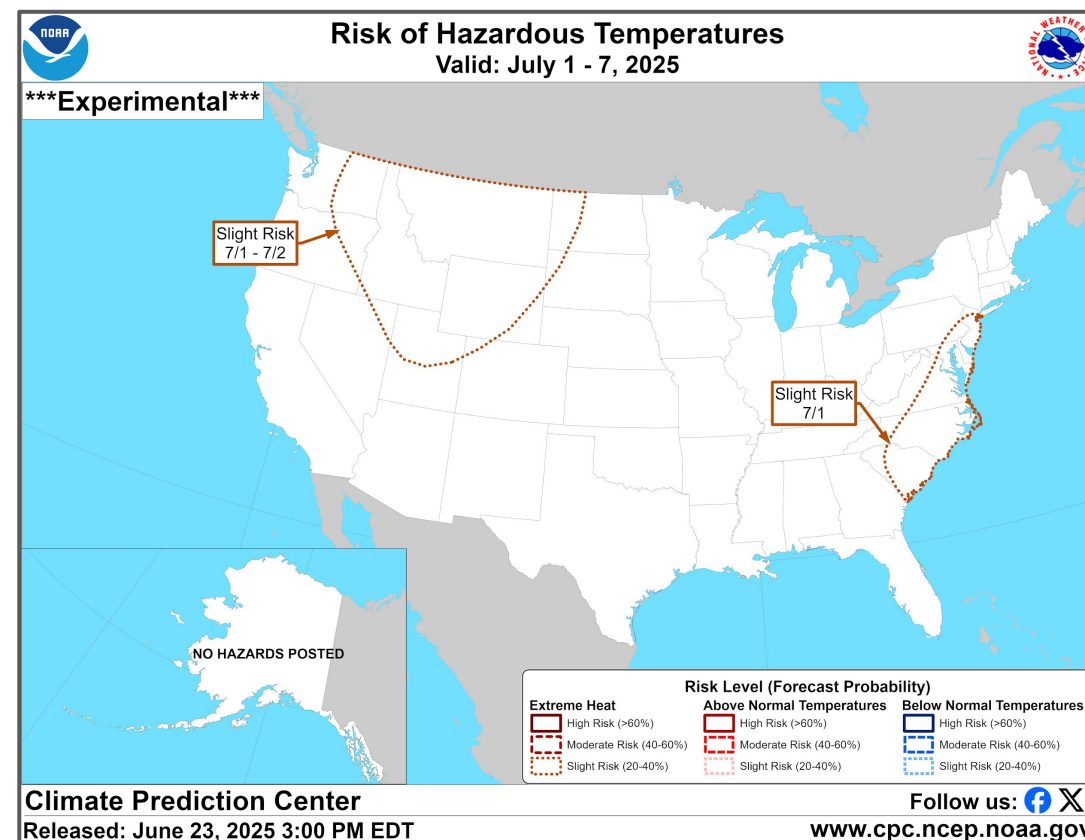 NOAA
Risk of Hazardous Temperatures
Valid: July 1 - 7, 2025
NATIONAL WEATHER
***Experimental***
Slight Risk
7/1 - 7/2
Slight Risk
7/1
NO HAZARDS POSTED
Risk Level (Forecast Probability)
Extreme Heat
High Risk (>60%)
Moderate Risk (40-60%)
Slight Risk (20-40%)
Above Normal Temperatures
High Risk (>60%)
Moderate Risk (40-60%)
Slight Risk (20-40%)
Below Normal Temperatures
High Risk (>60%)
Moderate Risk (40-60%)
Slight Risk (20-40%)
Climate Prediction Center
Follow us:
Released: June 23, 2025 3:00 PM EDT
www.cpc.ncep.noaa.gov